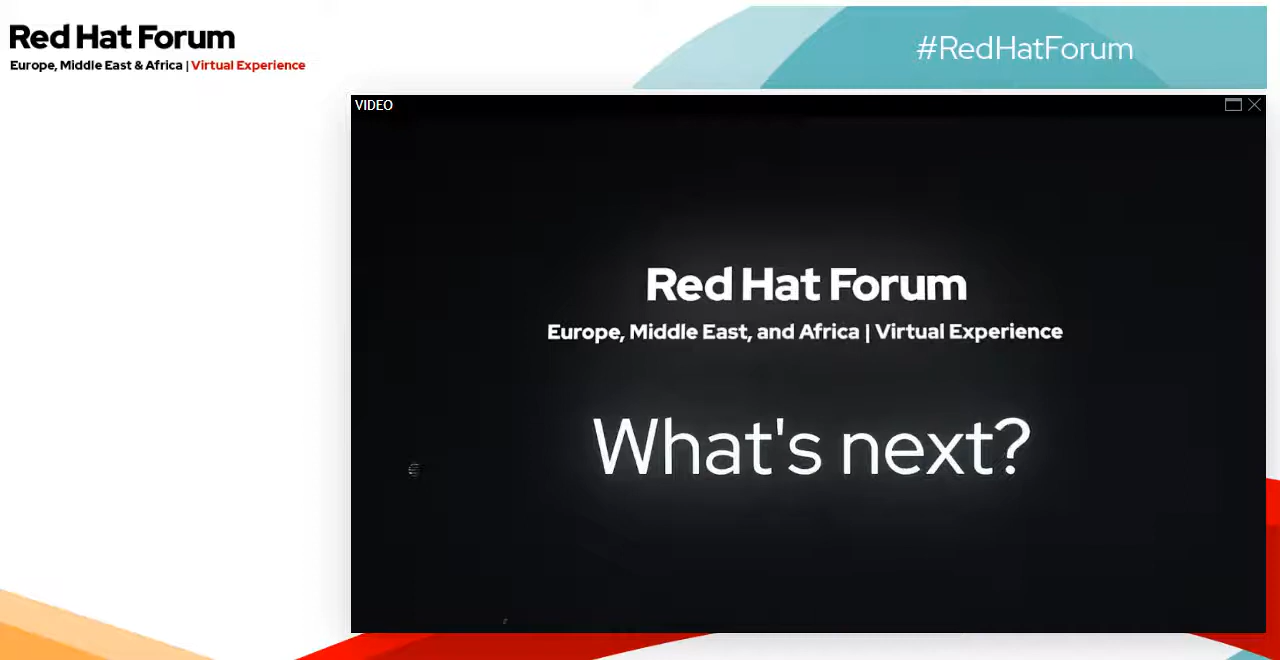 Red Hat Forum
Europe, Middle East & Africa | Virtual Experience
#RedHatForum
VIDEO
Red Hat Forum
Europe, Middle East, and Africa | Virtual Experience
What's next?